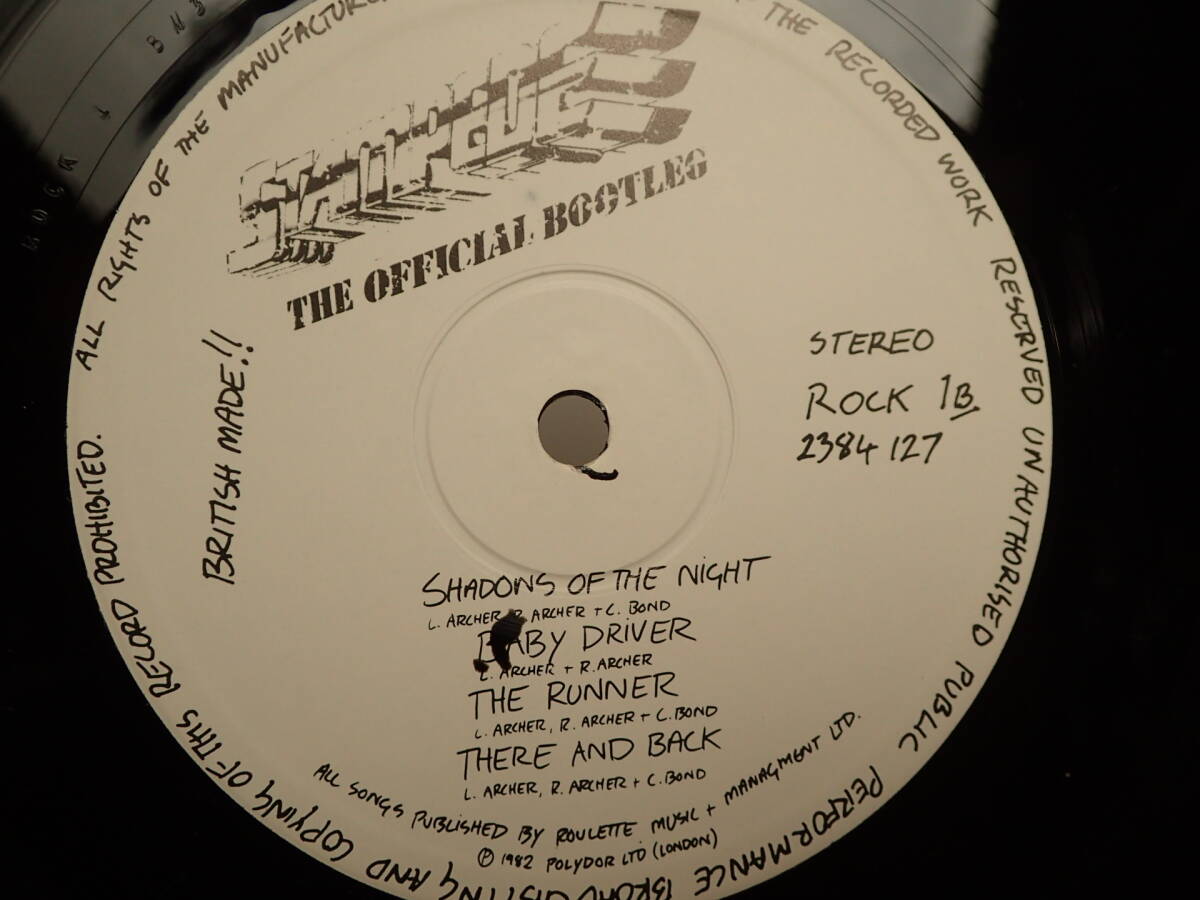 STAMPEDE
THE OFFICIAL BOOTLEG
BRITISH MADE!!
STEREO
ROCK 1B
2384 127
SHADOWS OF THE NIGHT
L. ARCHER, R. ARCHER + C. BOND
BABY DRIVER
L. ARCHER + R. ARCHER
THE RUNNER
L. ARCHER, R. ARCHER + C. BOND
THERE AND BACK
L. ARCHER, R. ARCHER + C. BOND
ALL SONGS PUBLISHED BY ROULETTE MUSIC + MANAGMENT LTD.
Ⓟ 1982 POLYDOR LTD (LONDON)
ALL RIGHTS OF THE MANUFACTURER
THE RECORDED WORK RESERVED UNAUTHORISED PUBLIC PERFORMANCE BROADCASTING AND COPYING OF THIS RECORD PROHIBITED.